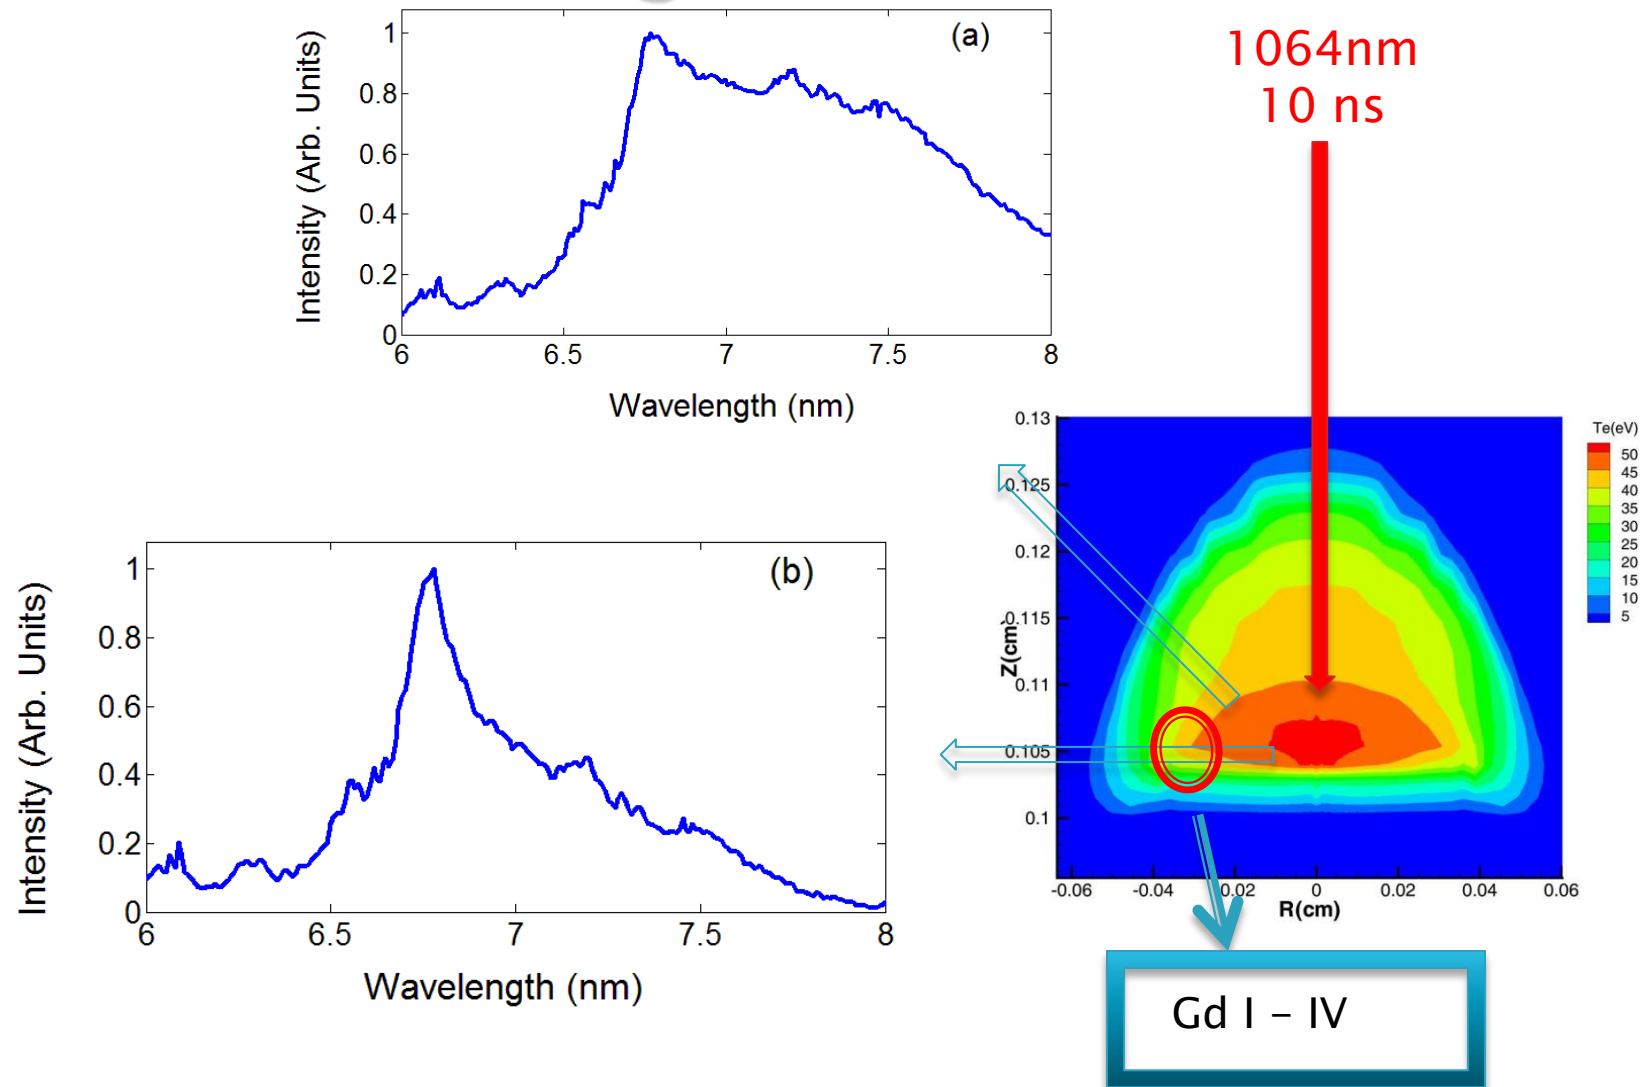 (a)
Intensity (Arb. Units)
1
0.8
0.6
0.4
0.2
0
6 6.5 7 7.5 8
Wavelength (nm)
1064nm
10 ns
(b)
Intensity (Arb. Units)
1
0.8
0.6
0.4
0.2
0
6 6.5 7 7.5 8
Wavelength (nm)
0.13
0.125
0.12
0.115
0.11
0.105
0.1
Z(cm)
-0.06 -0.04 -0.02 0 0.02 0.04 0.06
R(cm)
Te(eV)
50
45
40
35
30
25
20
15
10
5
Gd I – IV